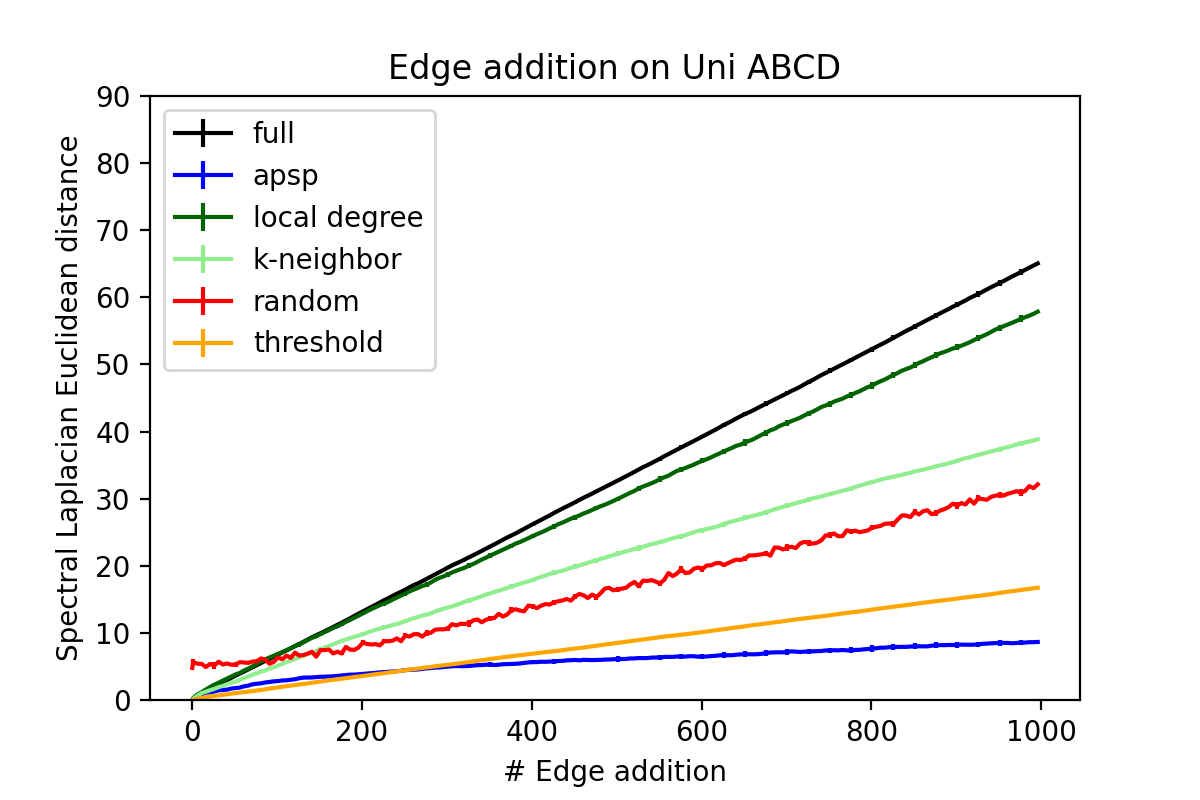 Edge addition on Uni ABCD
90
80
70
60
50
40
30
20
10
0
Spectral Laplacian Euclidean distance
full
apsp
local degree
k-neighbor
random
threshold
0 200 400 600 800 1000
# Edge addition